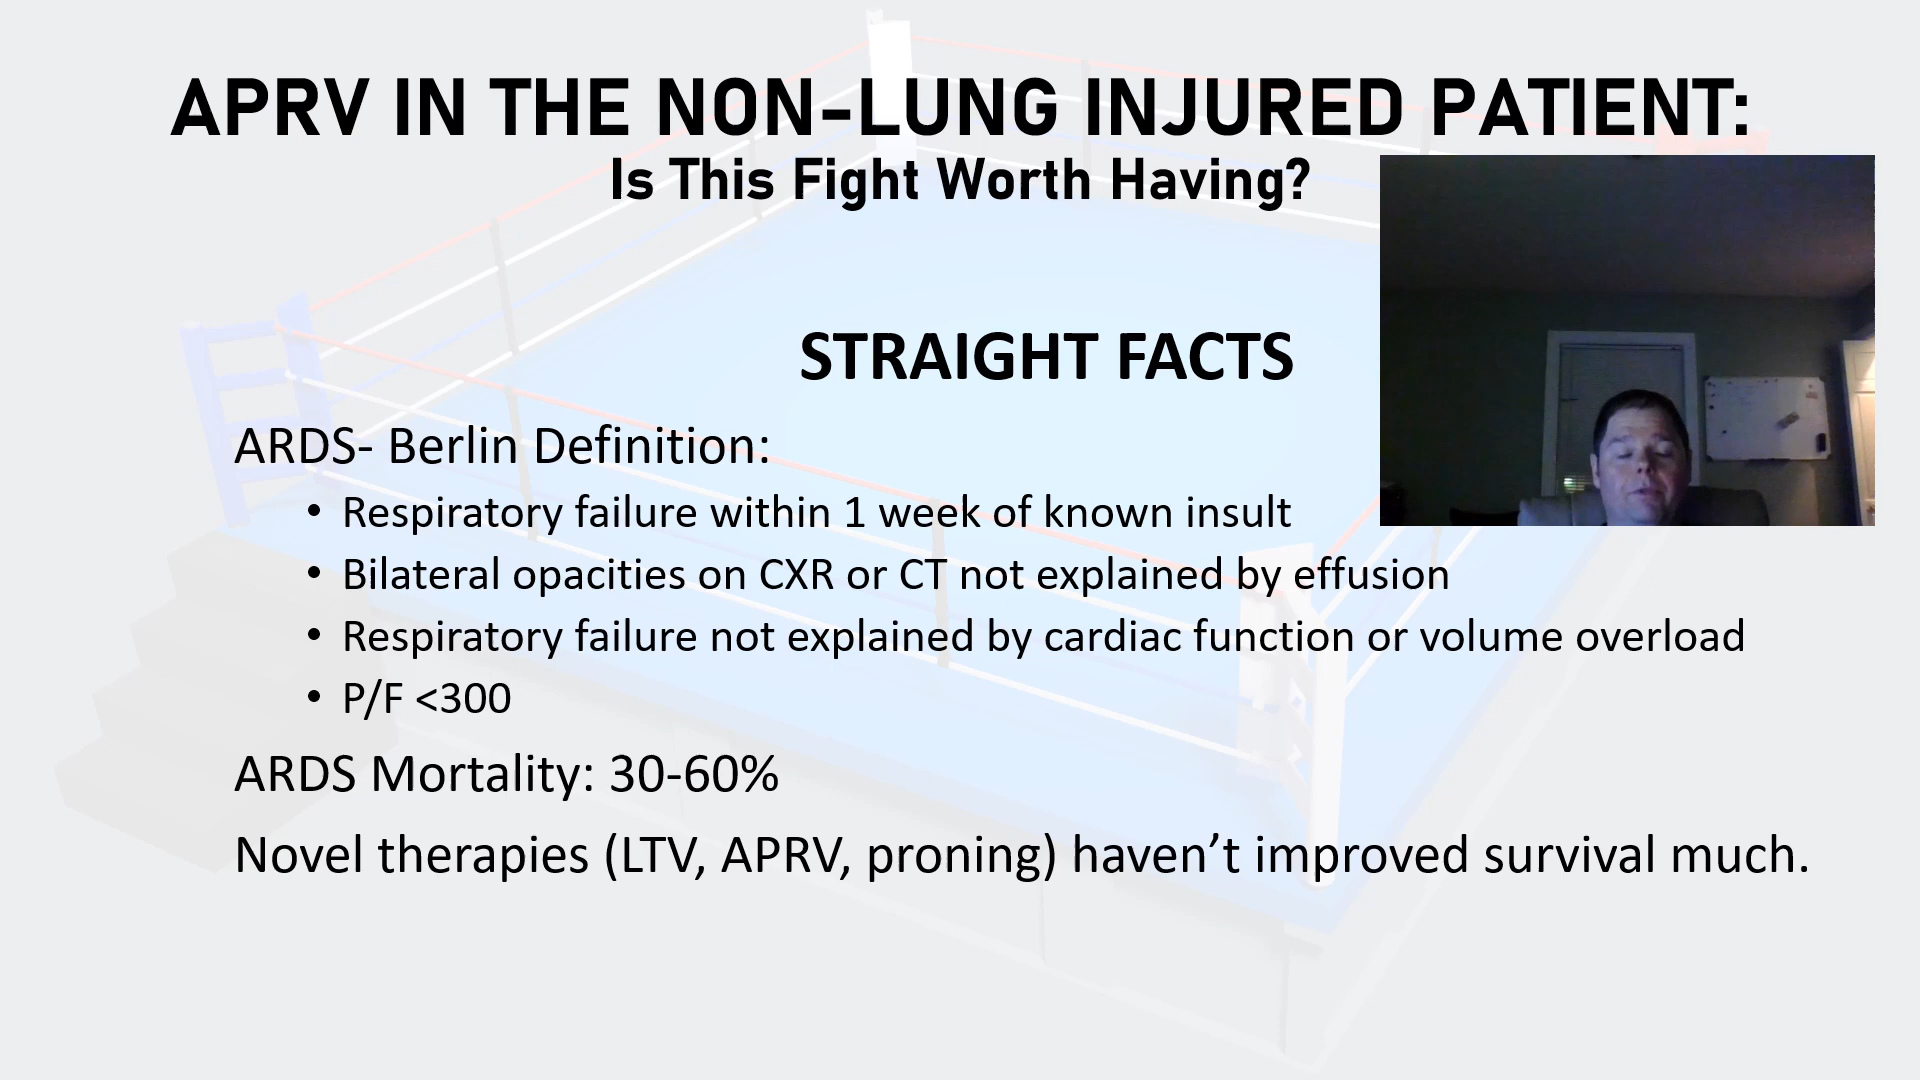 APRV IN THE NON-LUNG INJURED PATIENT:
Is This Fight Worth Having?
STRAIGHT FACTS
ARDS- Berlin Definition:
• Respiratory failure within 1 week of known insult
• Bilateral opacities on CXR or CT not explained by effusion
• Respiratory failure not explained by cardiac function or volume overload
• P/F <300
ARDS Mortality: 30-60%
Novel therapies (LTV, APRV, proning) haven’t improved survival much.